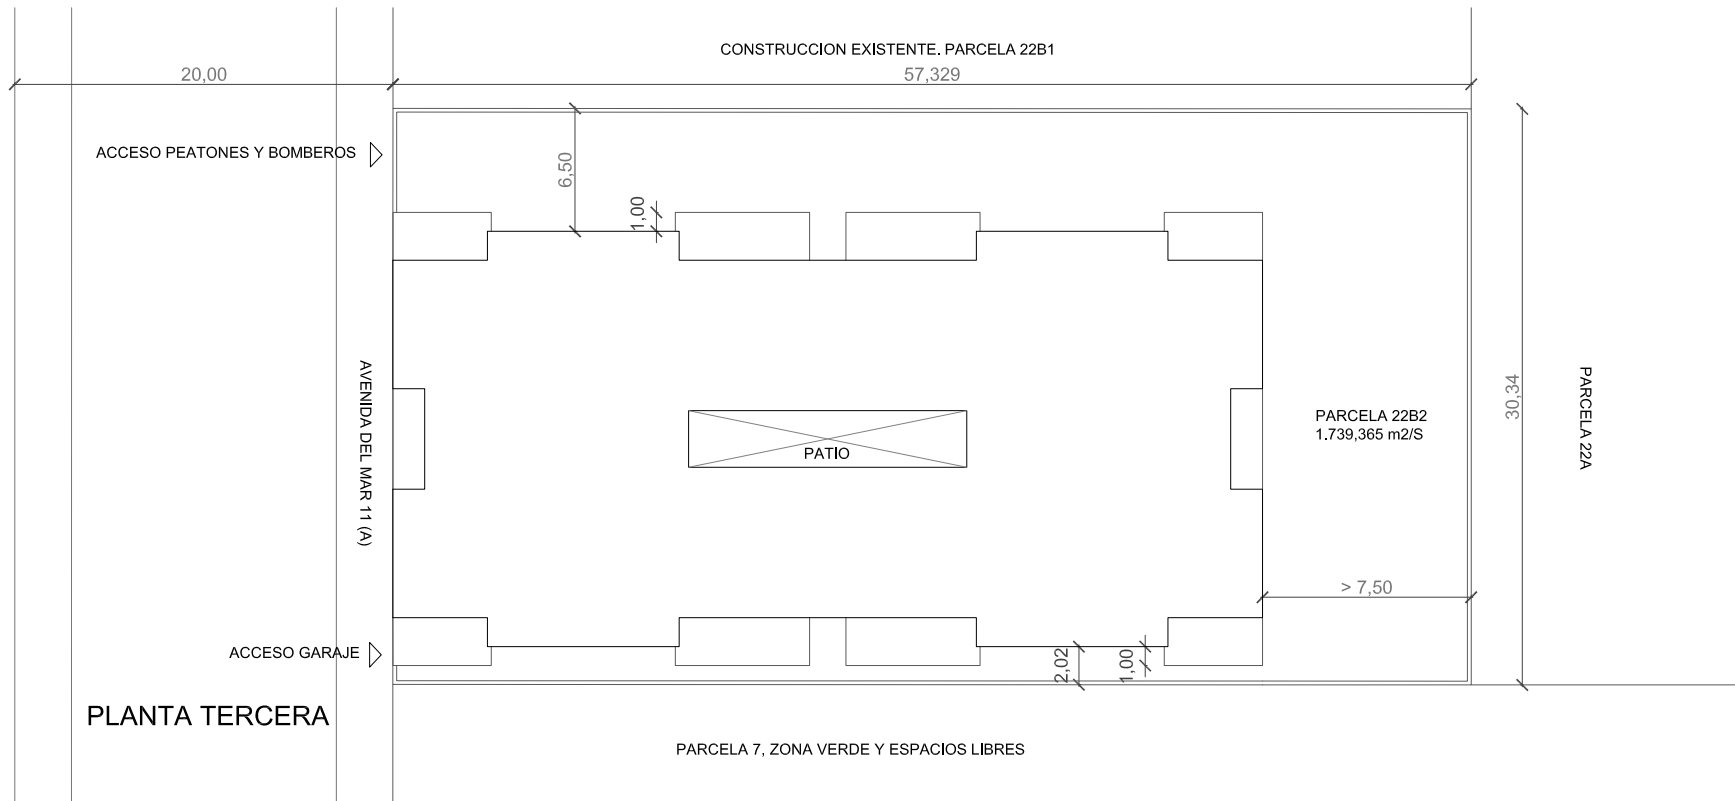 CONSTRUCCION EXISTENTE. PARCELA 22B1
20,00
57,329
ACCESO PEATONES Y BOMBEROS
6,50
1,00
AVENIDA DEL MAR 11 (A)
PATIO
PARCELA 22B2
1.739,365 m2/S
30,34
PARCELA 22A
> 7,50
ACCESO GARAJE
2,02
1,00
PLANTA TERCERA
PARCELA 7, ZONA VERDE Y ESPACIOS LIBRES